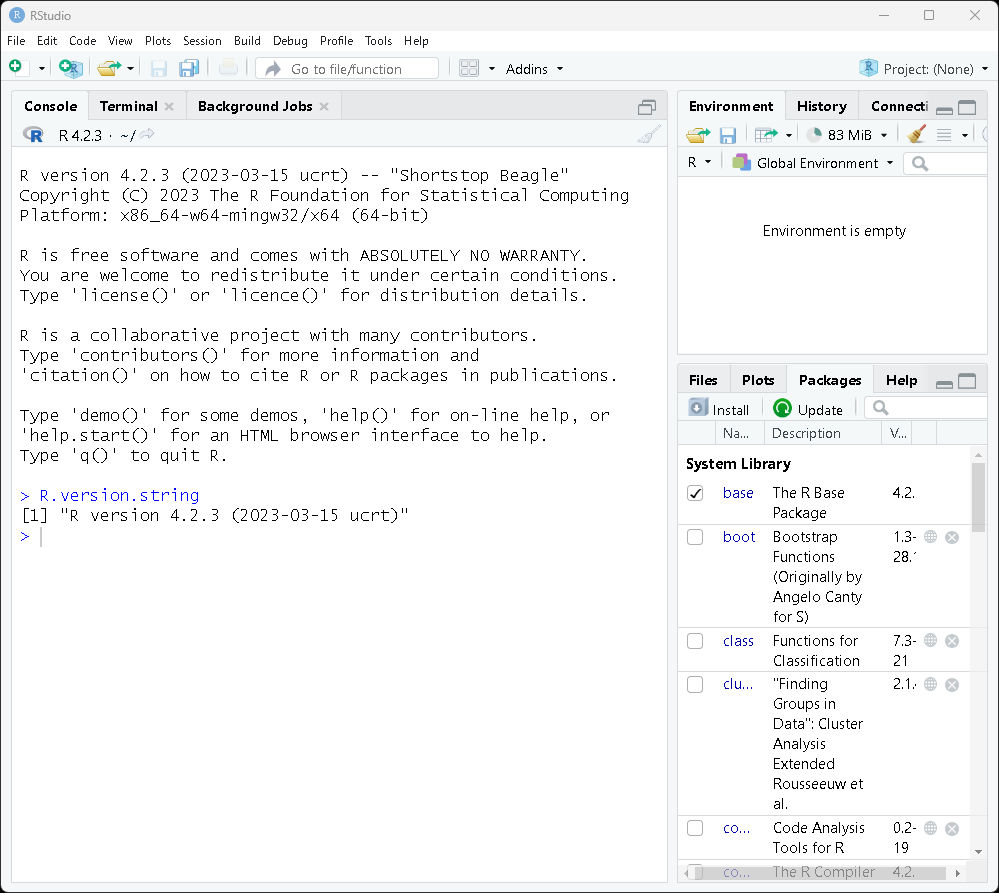 RStudio
File Edit Code View Plots Session Build Debug Profile Tools Help
Go to file/function Addins Project: (None)
Console Terminal Background Jobs
R 4.2.3 · ~/
R version 4.2.3 (2023-03-15 ucrt) -- "Shortstop Beagle"
Copyright (C) 2023 The R Foundation for Statistical Computing
Platform: x86_64-w64-mingw32/x64 (64-bit)
R is free software and comes with ABSOLUTELY NO WARRANTY.
You are welcome to redistribute it under certain conditions.
Type 'license()' or 'licence()' for distribution details.
R is a collaborative project with many contributors.
Type 'contributors()' for more information and
'citation()' on how to cite R or R packages in publications.
Type 'demo()' for some demos, 'help()' for on-line help, or
'help.start()' for an HTML browser interface to help.
Type 'q()' to quit R.
> R.version.string
[1] "R version 4.2.3 (2023-03-15 ucrt)"
>
Environment History Connecti
83 MiB
R Global Environment
Environment is empty
Files Plots Packages Help
Install Update
Na... Description V...
System Library
base The R Base 4.2.
Package
boot Bootstrap 1.3-
Functions 28.
(Originally by
Angelo Canty
for S)
class Functions for 7.3-
Classification 21
clu... "Finding 2.1.
Groups in
Data": Cluster
Analysis
Extended
Rousseeuw et
al.
co... Code Analysis 0.2-
Tools for R 19
co... The R Compiler 4.2.